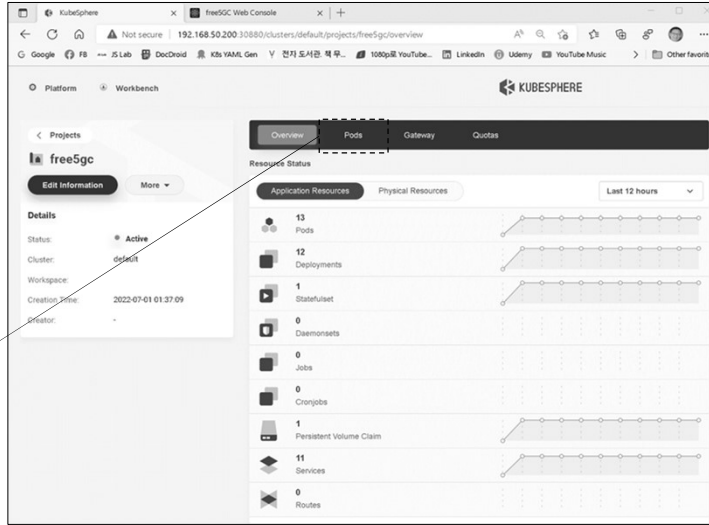 KubeSphere
free5GC Web Console
Not secure | 192.168.50.200:30880/clusters/default/projects/free5gc/overview
Google
FB
JS Lab
DocDroid
K8s YAML Gen
전자 도서관. 책 무...
1080p로 YouTube...
LinkedIn
Udemy
YouTube Music
Other favorit
Platform
Workbench
KUBESPHERE
Projects
free5gc
Edit Information
More
Details
Status:
Active
Cluster:
default
Workspace:
Creation Time:
2022-07-01 01:37:09
Creator:
-
Overview
Pods
Gateway
Quotas
Resource Status
Application Resources
Physical Resources
Last 12 hours
13
Pods
12
Deployments
1
Statefulset
0
Daemonsets
0
Jobs
0
Cronjobs
1
Persistent Volume Claim
11
Services
0
Routes